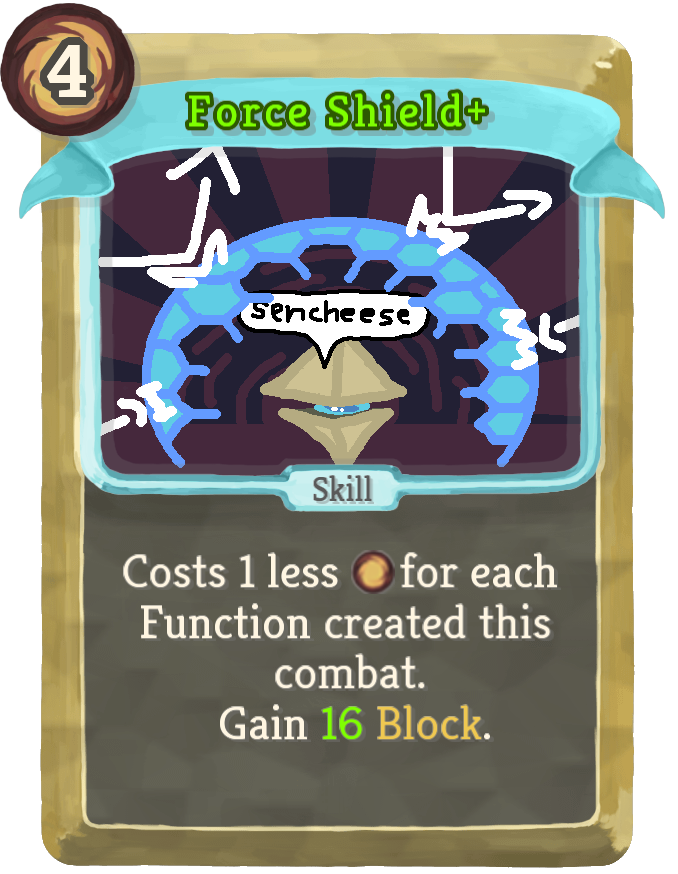 4
Force Shield+
sencheese
Skill
Costs 1 less for each
Function created this
combat.
Gain 16 Block.